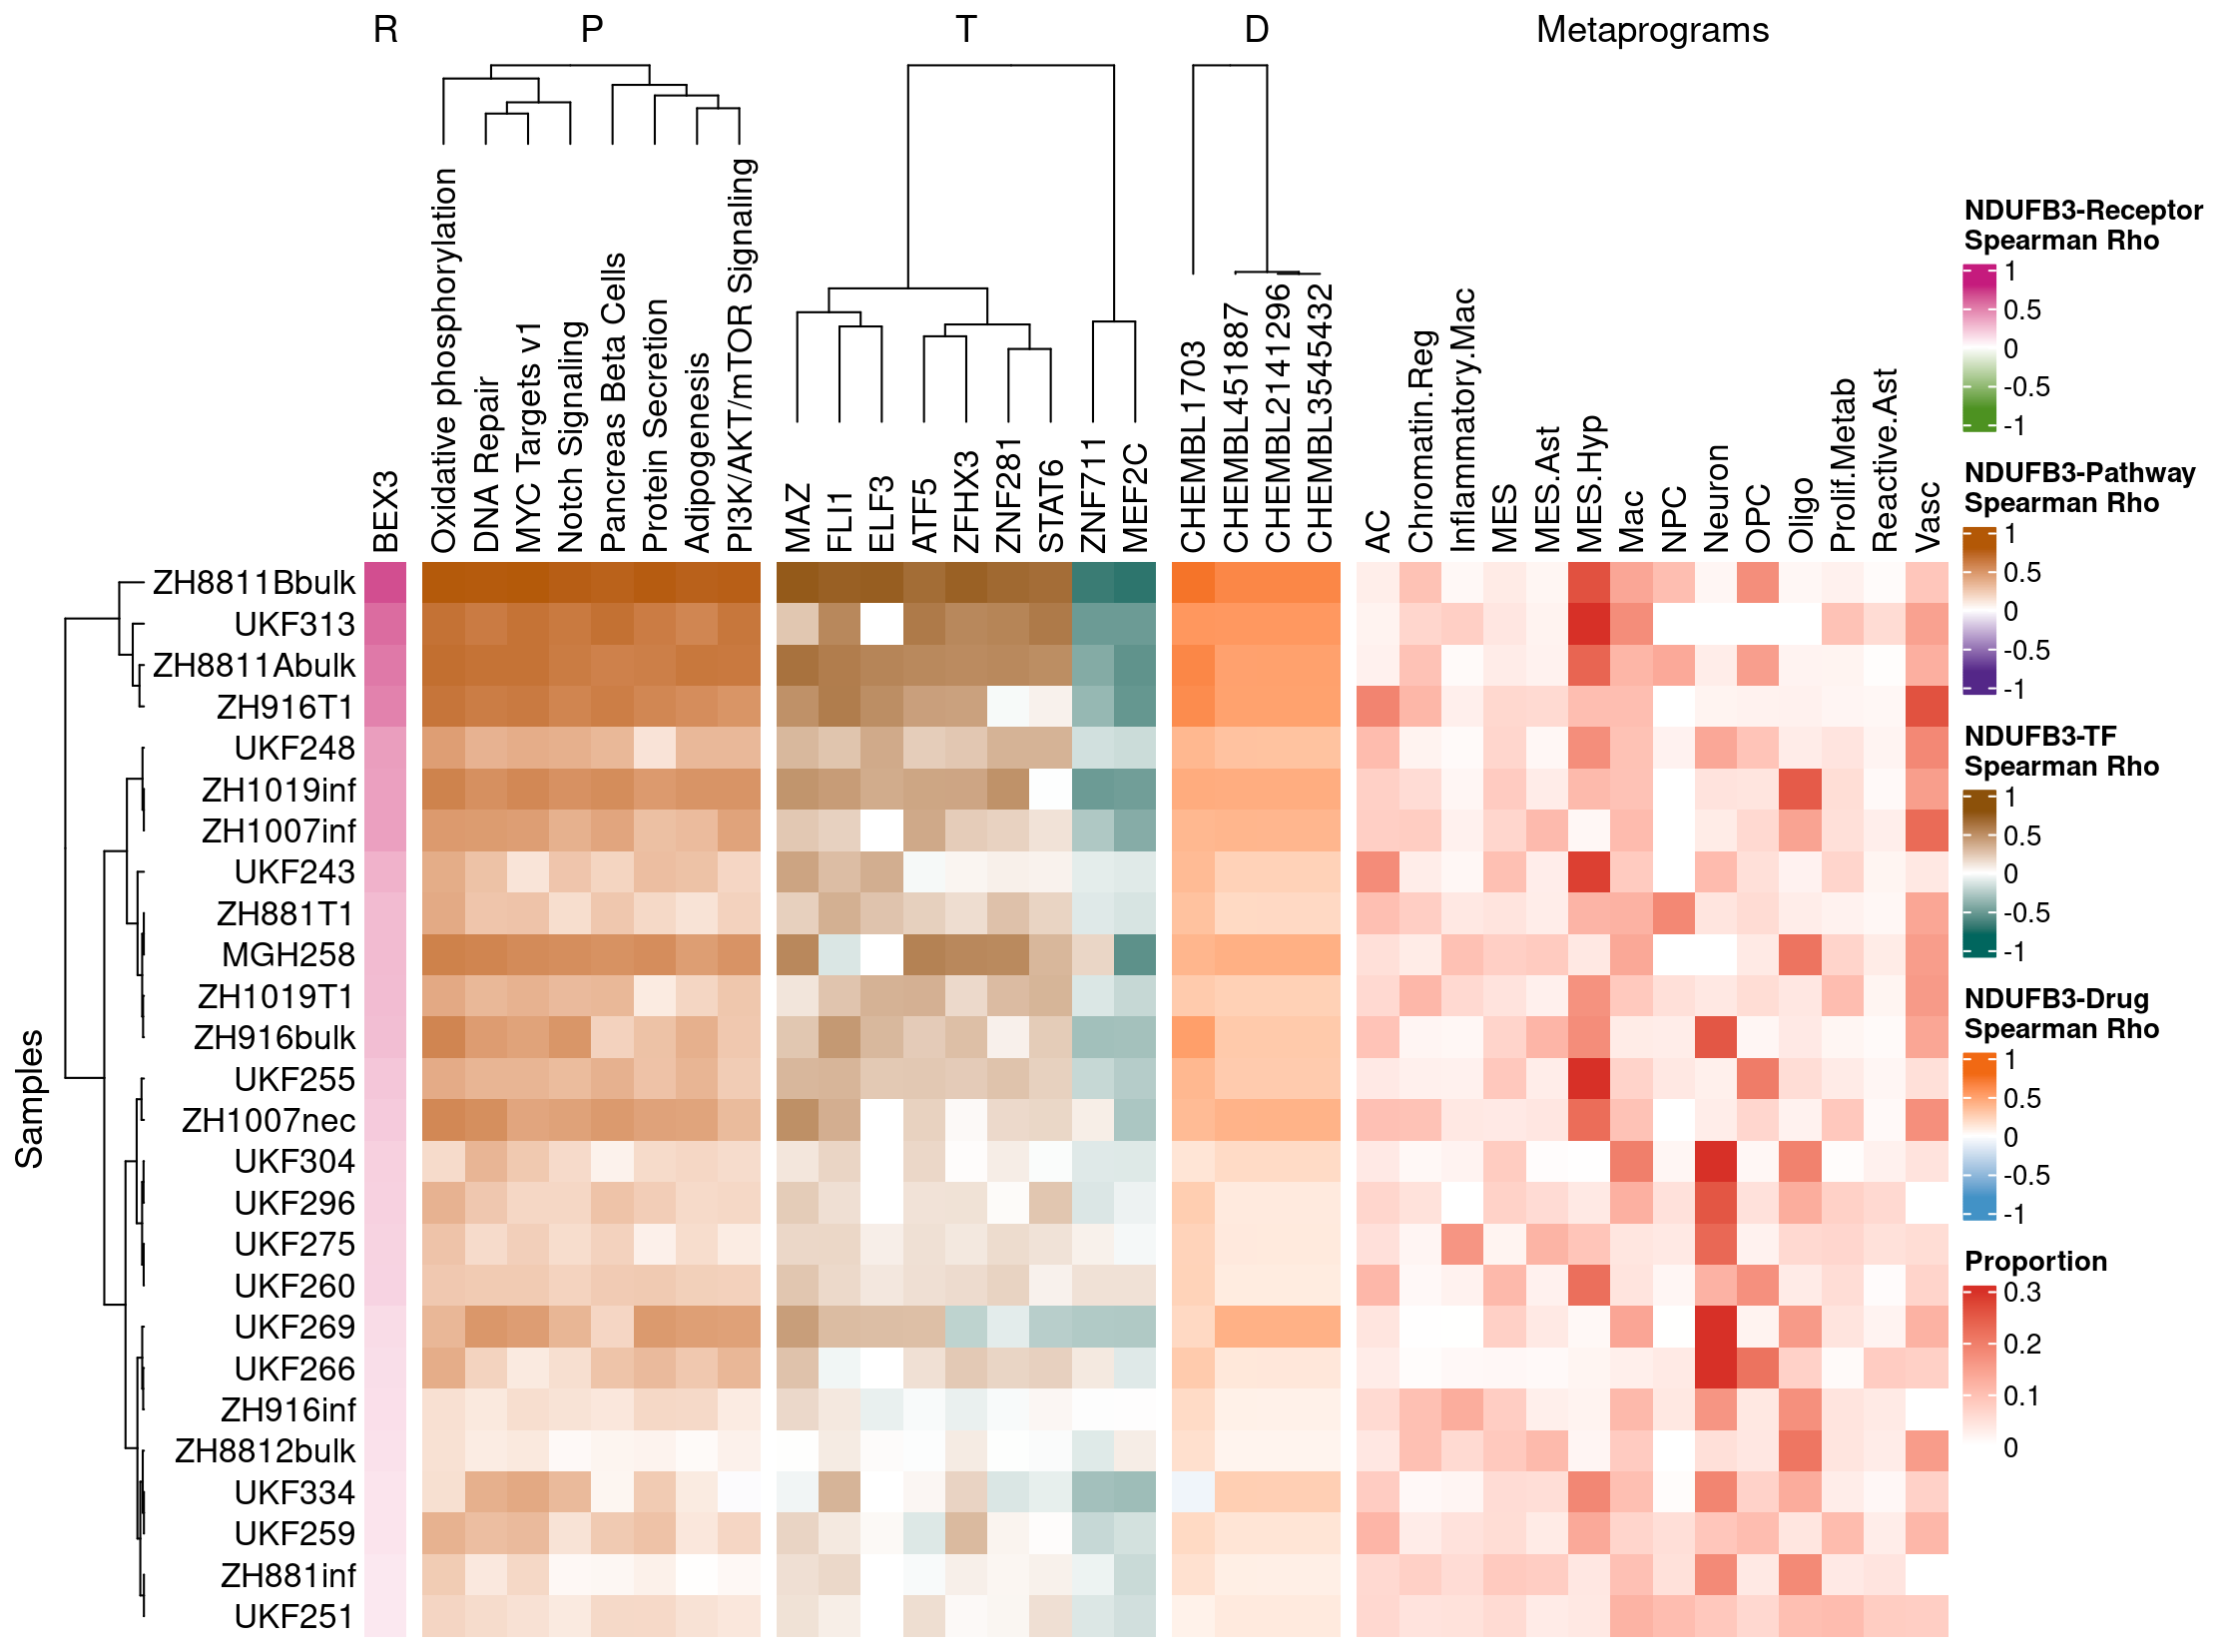 R
P
T
D
Metaprograms
Oxidative phosphorylation
DNA Repair
MYC Targets v1
Notch Signaling
Pancreas Beta Cells
Protein Secretion
Adipogenesis
PI3K/AKT/mTOR Signaling
BEX3
MAZ
FLI1
ELF3
ATF5
ZFHX3
ZNF281
STAT6
ZNF711
MEF2C
CHEMBL1703
CHEMBL451887
CHEMBL2141296
CHEMBL3545432
AC
Chromatin.Reg
Inflammatory.Mac
MES
MES.Ast
MES.Hyp
Mac
NPC
Neuron
OPC
Oligo
Prolif.Metab
Reactive.Ast
Vasc
Samples
ZH8811Bbulk
UKF313
ZH8811Abulk
ZH916T1
UKF248
ZH1019inf
ZH1007inf
UKF243
ZH881T1
MGH258
ZH1019T1
ZH916bulk
UKF255
ZH1007nec
UKF304
UKF296
UKF275
UKF260
UKF269
UKF266
ZH916inf
ZH8812bulk
UKF334
UKF259
ZH881inf
UKF251
NDUFB3-Receptor
Spearman Rho
1
0.5
0
-0.5
-1
NDUFB3-Pathway
Spearman Rho
1
0.5
0
-0.5
-1
NDUFB3-TF
Spearman Rho
1
0.5
0
-0.5
-1
NDUFB3-Drug
Spearman Rho
1
0.5
0
-0.5
-1
Proportion
0.3
0.2
0.1
0